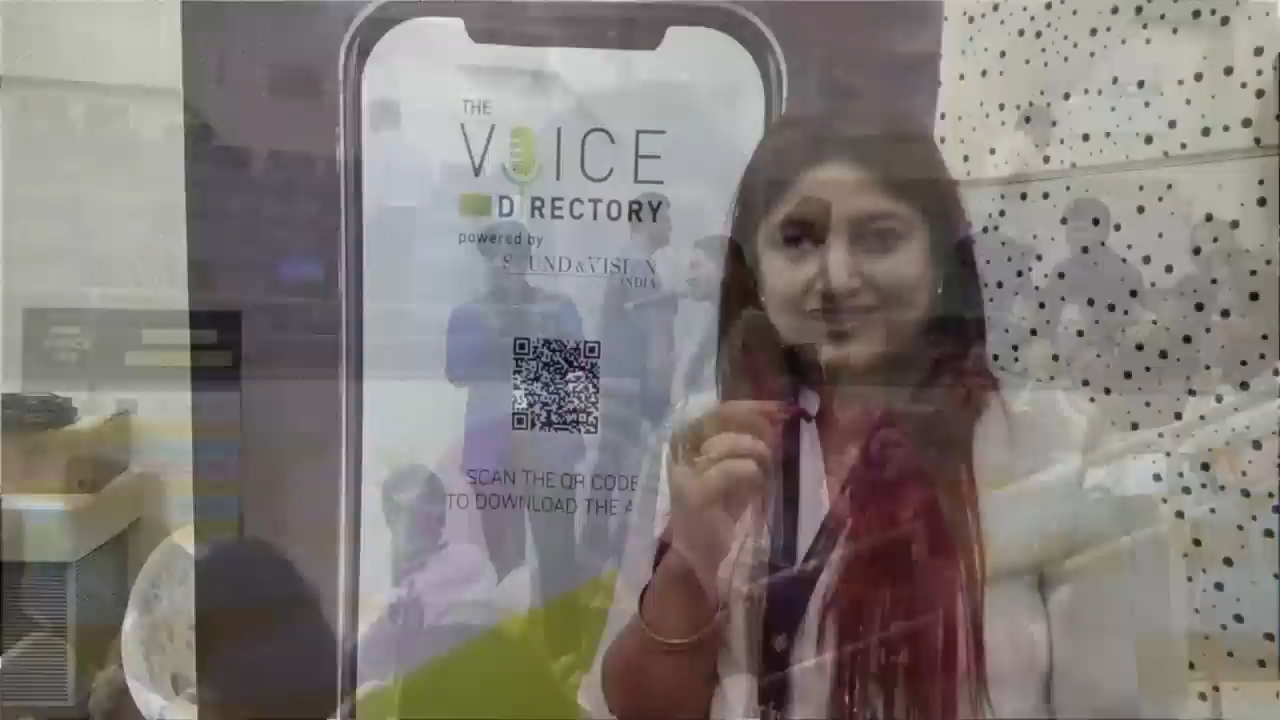 THE
VOICE
DIRECTORY
powered by
SOUND & VISION
INDIA
SCAN THE QR CODE
TO DOWNLOAD THE A